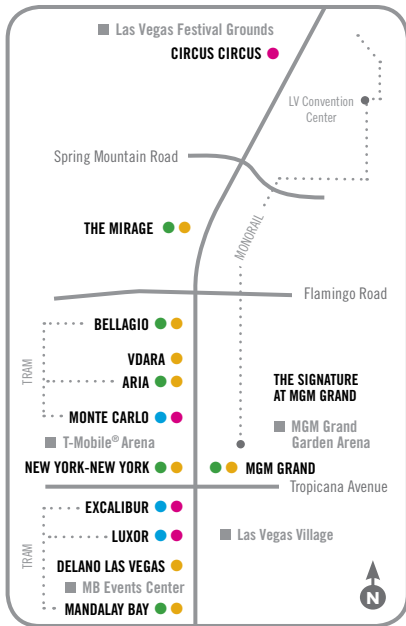 Las Vegas Festival Grounds
CIRCUS CIRCUS
LV Convention
Center
Spring Mountain Road
THE MIRAGE
MONORAIL
Flamingo Road
BELLAGIO
VDARA
TRAM
ARIA
THE SIGNATURE
AT MGM GRAND
MONTE CARLO
MGM Grand
Garden Arena
T-Mobile® Arena
NEW YORK-NEW YORK
MGM GRAND
Tropicana Avenue
EXCALIBUR
LUXOR
Las Vegas Village
TRAM
DELANO LAS VEGAS
MB Events Center
MANDALAY BAY
N